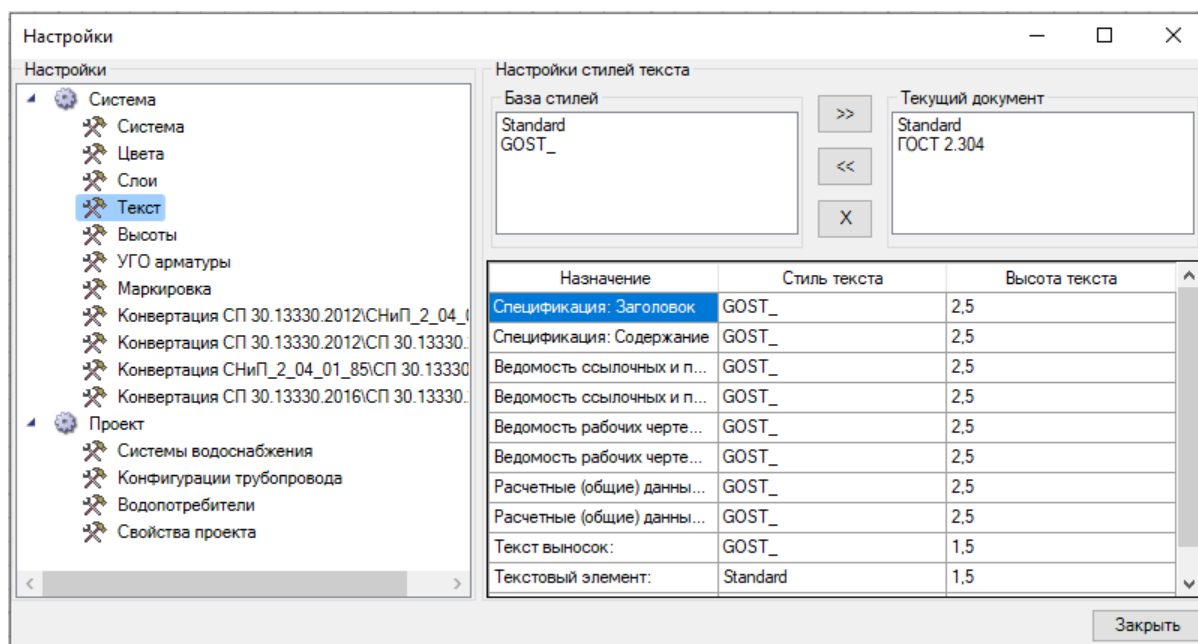 Настройки
Настройки
Система
Система
Цвета
Слои
Текст
Высоты
УГО арматуры
Маркировка
Конвертация СП 30.13330.2012\СНиП_2_04_
Конвертация СП 30.13330.2012\СП 30.13330.
Конвертация СНиП_2_04_01_85\СП 30.13330
Конвертация СП 30.13330.2016\СП 30.13330.
Проект
Системы водоснабжения
Конфигурации трубопровода
Водопотребители
Свойства проекта
Настройки стилей текста
База стилей
Standard
GOST_
>>
<<
X
Текущий документ
Standard
ГОСТ 2.304
Назначение Стиль текста Высота текста
Спецификация: Заголовок GOST_ 2,5
Спецификация: Содержание GOST_ 2,5
Ведомость ссылочных и п... GOST_ 2,5
Ведомость ссылочных и п... GOST_ 2,5
Ведомость рабочих черте... GOST_ 2,5
Ведомость рабочих черте... GOST_ 2,5
Расчетные (общие) данны... GOST_ 2,5
Расчетные (общие) данны... GOST_ 2,5
Текст выносок: GOST_ 1,5
Текстовый элемент: Standard 1,5
Закрыть